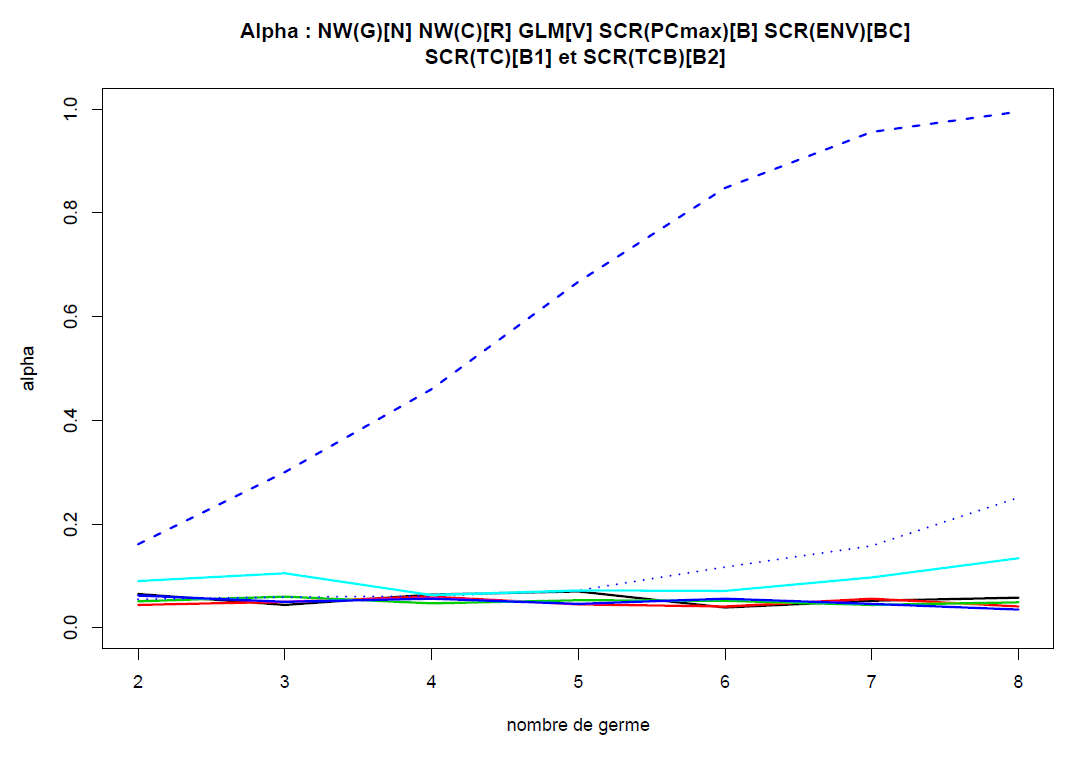 Alpha : NW(G)[N] NW(C)[R] GLM[V] SCR(PCmax)[B] SCR(ENV)[BC]
SCR(TC)[B1] et SCR(TCB)[B2]
alpha
1.0
0.8
0.6
0.4
0.2
0.0
2 3 4 5 6 7 8
nombre de germe